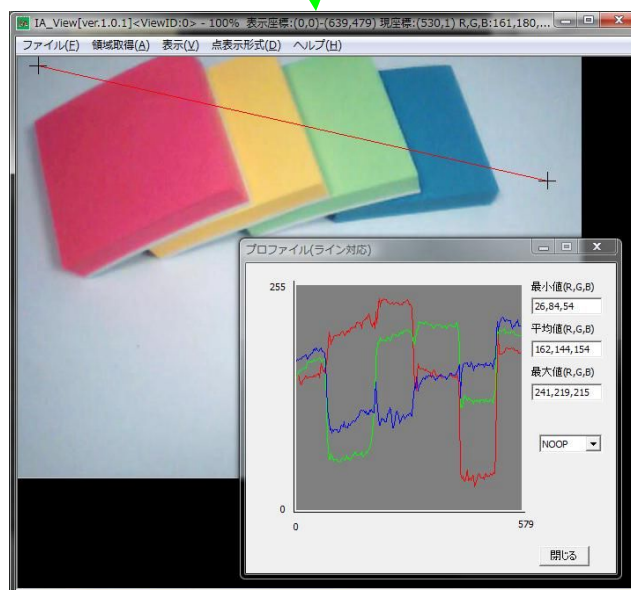 IA_View[ver.1.0.1]<ViewID:0> - 100% 表示座標:(0,0)-(639,479) 現座標:(530,1) R,G,B:161,180,...
ファイル(F) 領域取得(A) 表示(V) 点表示形式(D) ヘルプ(H)
プロファイル(ライン対応)
255
最小値(R,G,B)
26,84,54
平均値(R,G,B)
162,144,154
最大値(R,G,B)
241,219,215
NOOP
0
0
579
閉じる